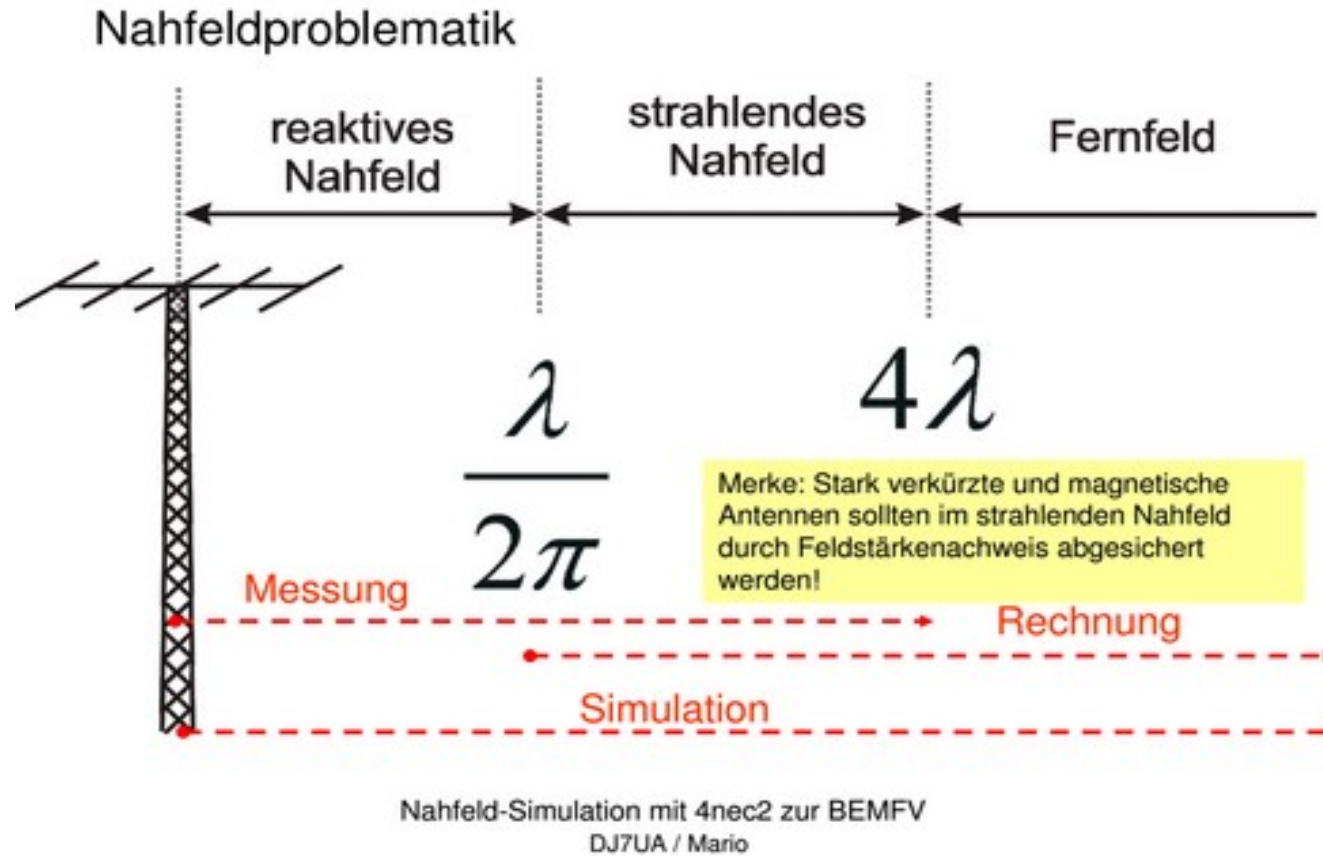 Nahfeldproblematik
reaktives
Nahfeld
strahlendes
Nahfeld
Fernfeld
λ
2π
4λ
Merke: Stark verkürzte und magnetische
Antennen sollten im strahlenden Nahfeld
durch Feldstärkenachweis abgesichert
werden!
Messung
Rechnung
Simulation
Nahfeld-Simulation mit 4nec2 zur BEMFV
DJ7UA / Mario